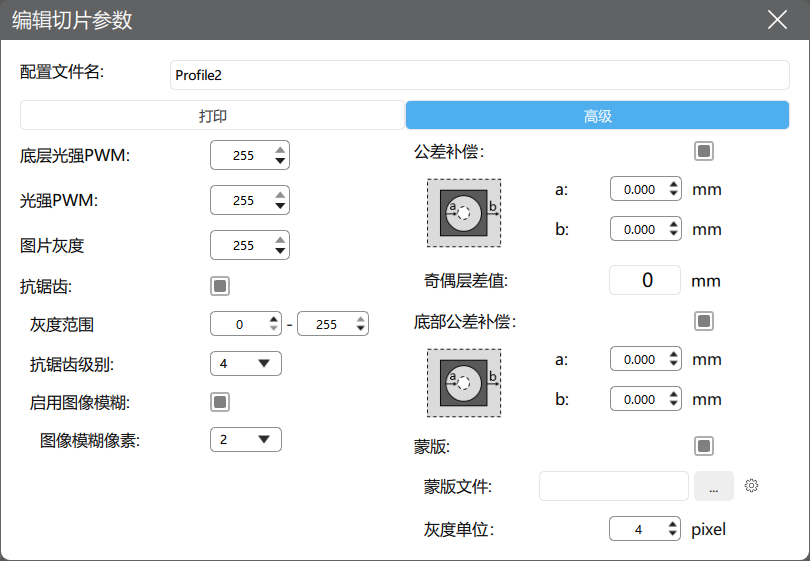 编辑切片参数
配置文件名:
Profile2
打印
高级
底层光强PWM:
255
光强PWM:
255
图片灰度
255
抗锯齿:
灰度范围
0 - 255
抗锯齿级别:
4
启用图像模糊:
图像模糊像素:
2
公差补偿:
a b
a: 0.000 mm
b: 0.000 mm
奇偶层差值: 0 mm
底部公差补偿:
a b
a: 0.000 mm
b: 0.000 mm
蒙版:
蒙版文件: ...
灰度单位: 4 pixel